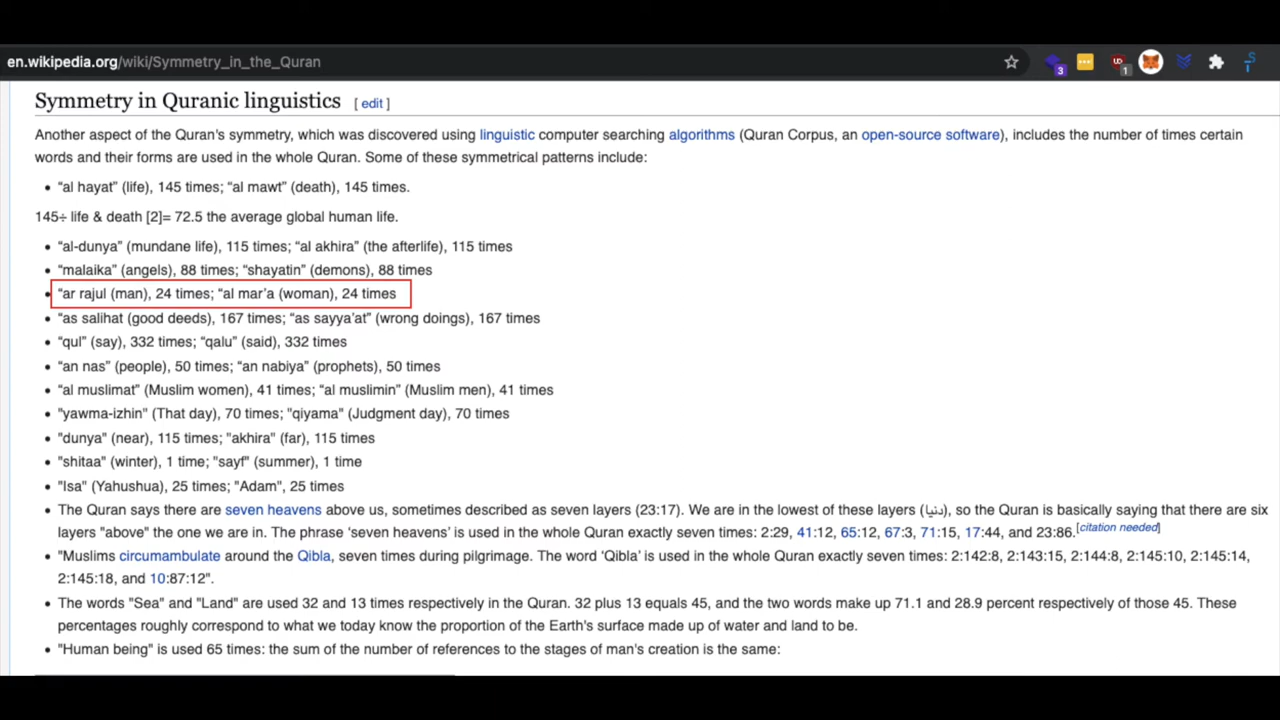 en.wikipedia.org/wiki/Symmetry_in_the_Quran
3
UD
1
S
Symmetry in Quranic linguistics [ edit ]
Another aspect of the Quran's symmetry, which was discovered using linguistic computer searching algorithms (Quran Corpus, an open-source software), includes the number of times certain
words and their forms are used in the whole Quran. Some of these symmetrical patterns include:
• “al hayat” (life), 145 times; “al mawt” (death), 145 times.
145÷ life & death [2]= 72.5 the average global human life.
• “al-dunya” (mundane life), 115 times; “al akhira” (the afterlife), 115 times
• “malaika” (angels), 88 times; “shayatin” (demons), 88 times
• “ar rajul (man), 24 times; “al mar’a (woman), 24 times
• “as salihat (good deeds), 167 times; “as sayya’at” (wrong doings), 167 times
• “qul” (say), 332 times; “qalu” (said), 332 times
• “an nas” (people), 50 times; “an nabiya” (prophets), 50 times
• “al muslimat” (Muslim women), 41 times; “al muslimin” (Muslim men), 41 times
• “yawma-izhin” (That day), 70 times; "qiyama” (Judgment day), 70 times
• “dunya” (near), 115 times; "akhira” (far), 115 times
• "shitaa” (winter), 1 time; "sayf” (summer), 1 time
• "Isa” (Yahushua), 25 times; "Adam”, 25 times
• The Quran says there are seven heavens above us, sometimes described as seven layers (23:17). We are in the lowest of these layers (دنيا), so the Quran is basically saying that there are six
layers "above" the one we are in. The phrase ‘seven heavens’ is used in the whole Quran exactly seven times: 2:29, 41:12, 65:12, 67:3, 71:15, 17:44, and 23:86.[citation needed]
• "Muslims circumambulate around the Qibla, seven times during pilgrimage. The word ‘Qibla’ is used in the whole Quran exactly seven times: 2:142:8, 2:143:15, 2:144:8, 2:145:10, 2:145:14,
2:145:18, and 10:87:12".
• The words "Sea" and "Land" are used 32 and 13 times respectively in the Quran. 32 plus 13 equals 45, and the two words make up 71.1 and 28.9 percent respectively of those 45. These
percentages roughly correspond to what we today know the proportion of the Earth's surface made up of water and land to be.
• "Human being" is used 65 times: the sum of the number of references to the stages of man's creation is the same: